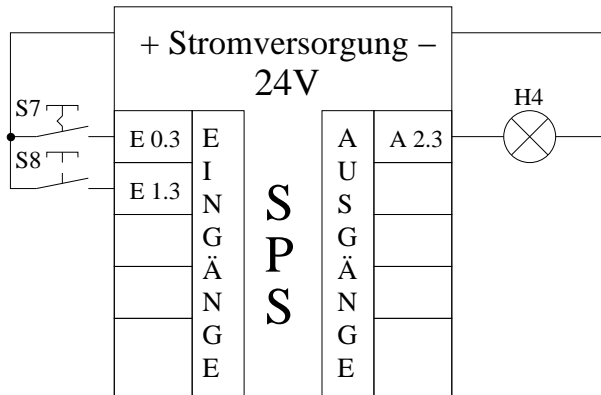 + Stromversorgung −
24V
S7
H4
E 0.3
A 2.3
S8
E 1.3
EINGÄNGE
SPS
AUSGÄNGE